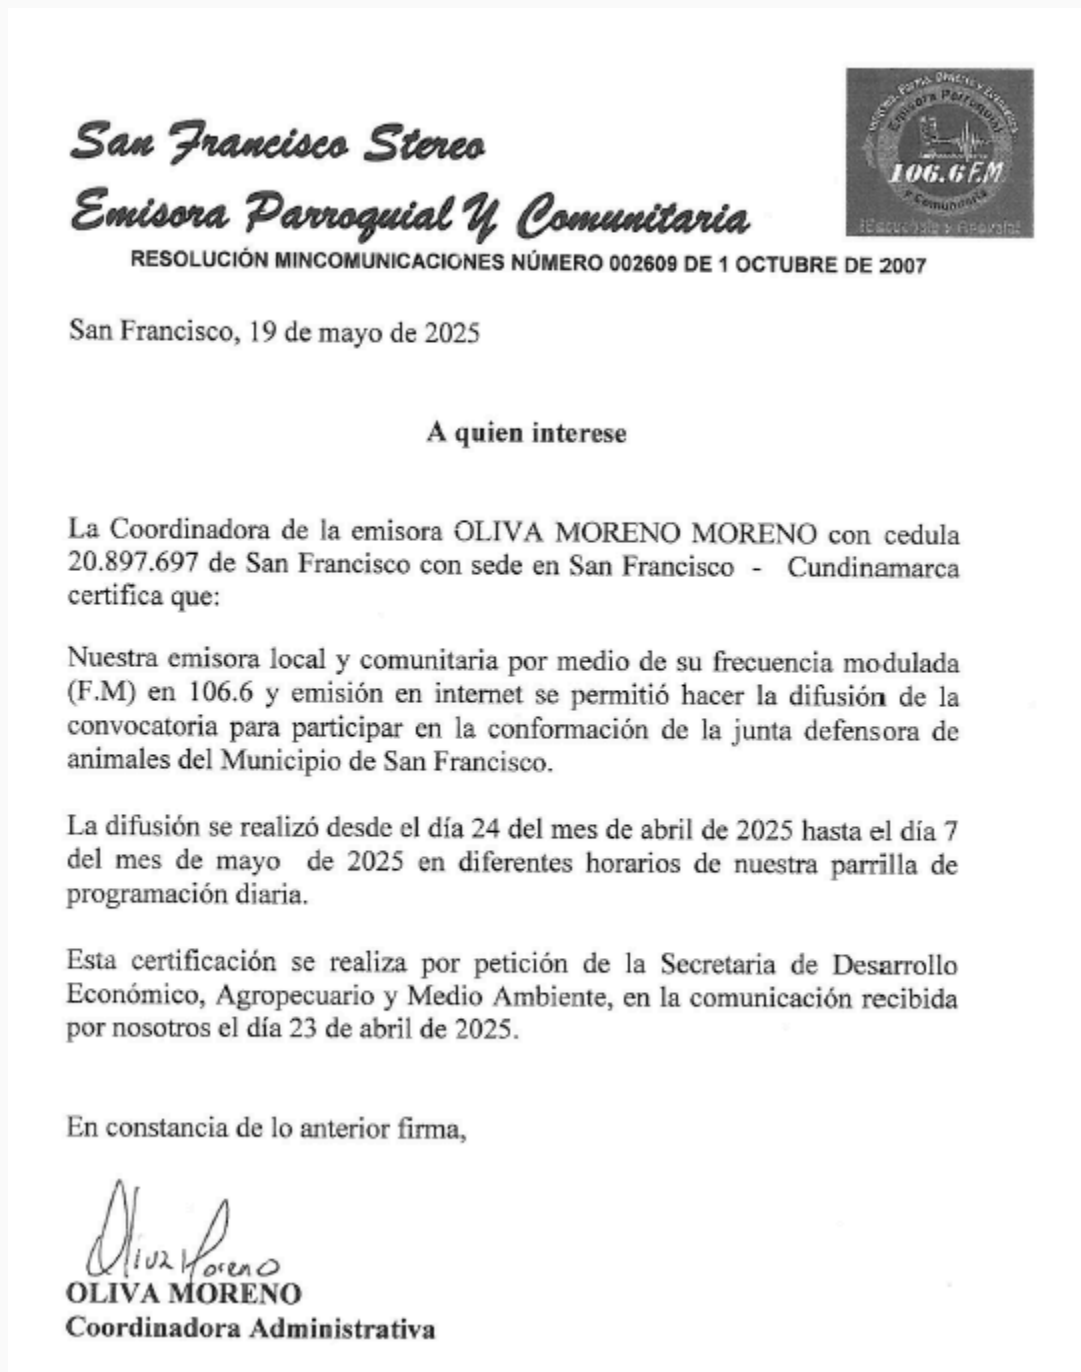 San Francisco Stereo
Emisora Parroquial Y Comunitaria
RESOLUCIÓN MINCOMUNICACIONES NÚMERO 002609 DE 1 OCTUBRE DE 2007
Emisora Parroquial
106.6 F.M
Y Comunitaria
San Francisco, 19 de mayo de 2025
A quien interese
La Coordinadora de la emisora OLIVA MORENO MORENO con cedula
20.897.697 de San Francisco con sede en San Francisco - Cundinamarca
certifica que:
Nuestra emisora local y comunitaria por medio de su frecuencia modulada
(F.M) en 106.6 y emisión en internet se permitió hacer la difusión de la
convocatoria para participar en la conformación de la junta defensora de
animales del Municipio de San Francisco.
La difusión se realizó desde el día 24 del mes de abril de 2025 hasta el día 7
del mes de mayo de 2025 en diferentes horarios de nuestra parrilla de
programación diaria.
Esta certificación se realiza por petición de la Secretaria de Desarrollo
Económico, Agropecuario y Medio Ambiente, en la comunicación recibida
por nosotros el día 23 de abril de 2025.
En constancia de lo anterior firma,
Oliva Moreno
OLIVA MORENO
Coordinadora Administrativa